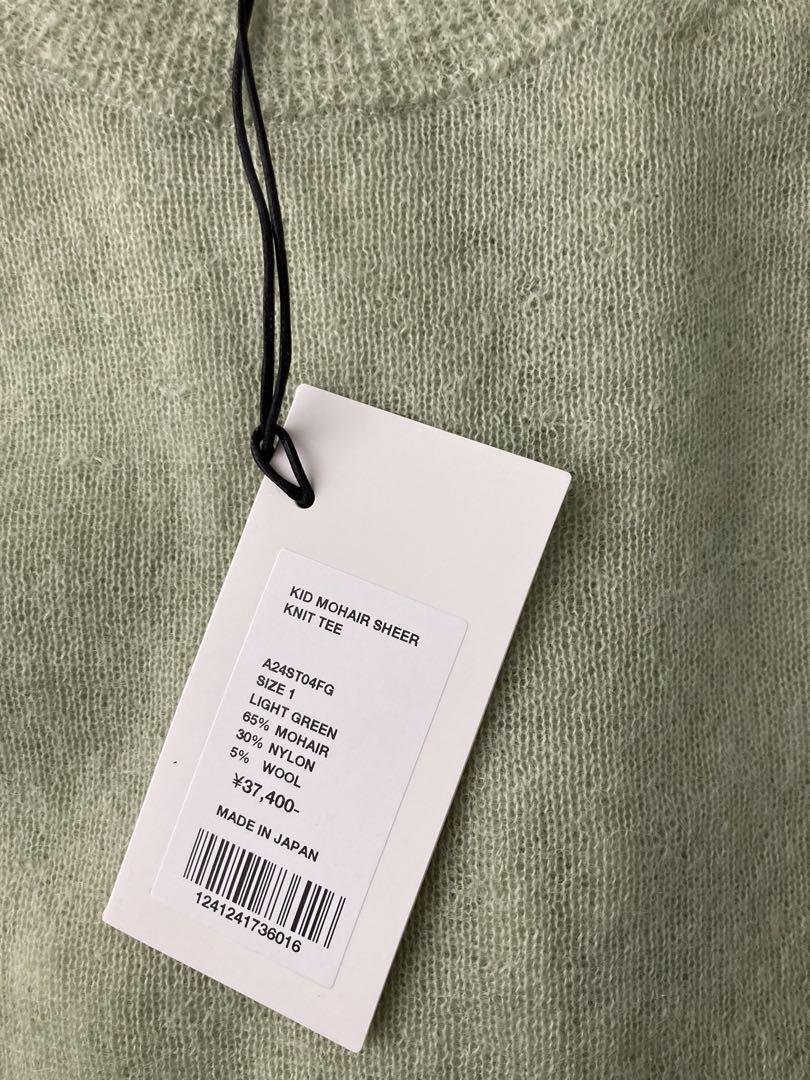 KID MOHAIR SHEER
KNIT TEE
A24ST04FG
SIZE 1
LIGHT GREEN
65% MOHAIR
30% NYLON
5% WOOL
¥37,400-
MADE IN JAPAN
1241241736016